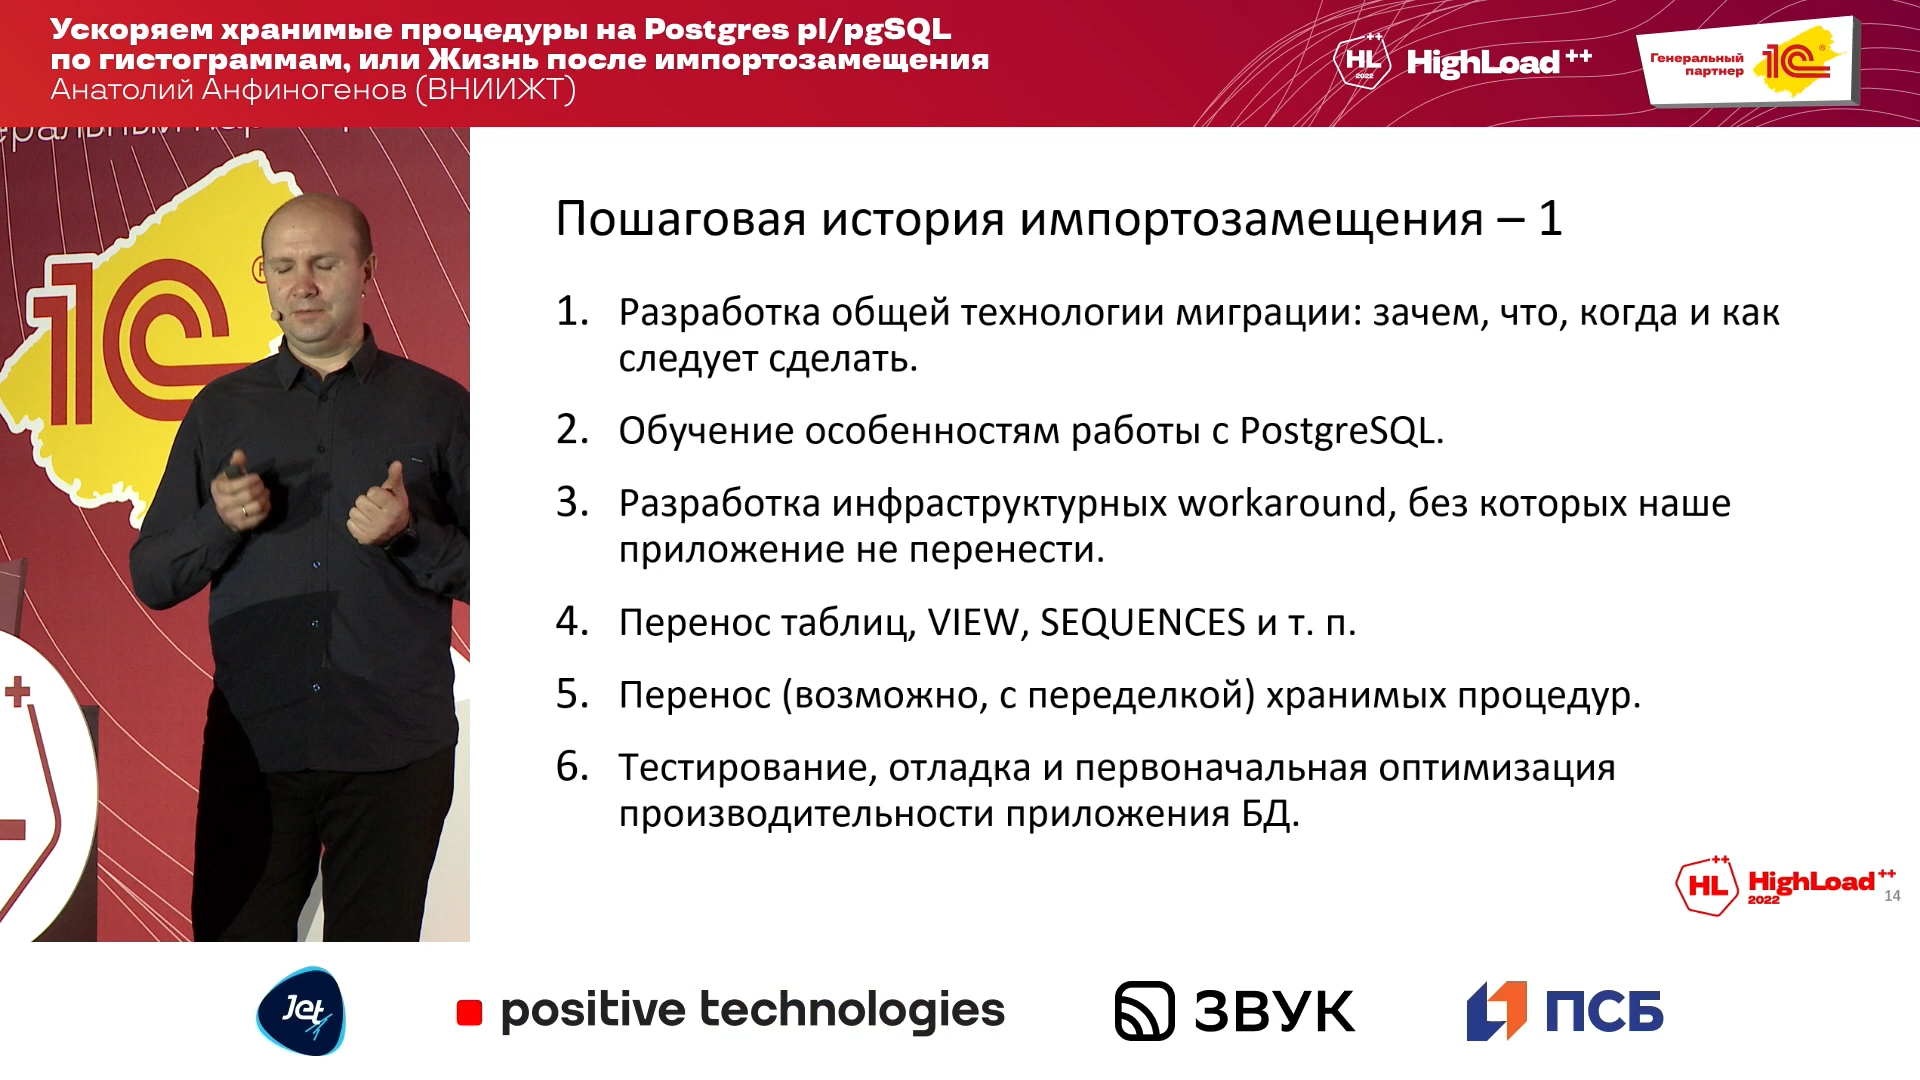 Ускоряем хранимые процедуры на Postgres pl/pgSQL
по гистограммам, или Жизнь после импортозамещения
Анатолий Анфиногенов (ВНИИЖТ)
HL
2022
HighLoad++
Генеральный
партнер
1С®
1С
Пошаговая история импортозамещения – 1
1. Разработка общей технологии миграции: зачем, что, когда и как
следует сделать.
2. Обучение особенностям работы с PostgreSQL.
3. Разработка инфраструктурных workaround, без которых наше
приложение не перенести.
4. Перенос таблиц, VIEW, SEQUENCES и т. п.
5. Перенос (возможно, с переделкой) хранимых процедур.
6. Тестирование, отладка и первоначальная оптимизация
производительности приложения БД.
HL++
HighLoad++
2022
14
Jet
positive technologies
ЗВУК
ПСБ